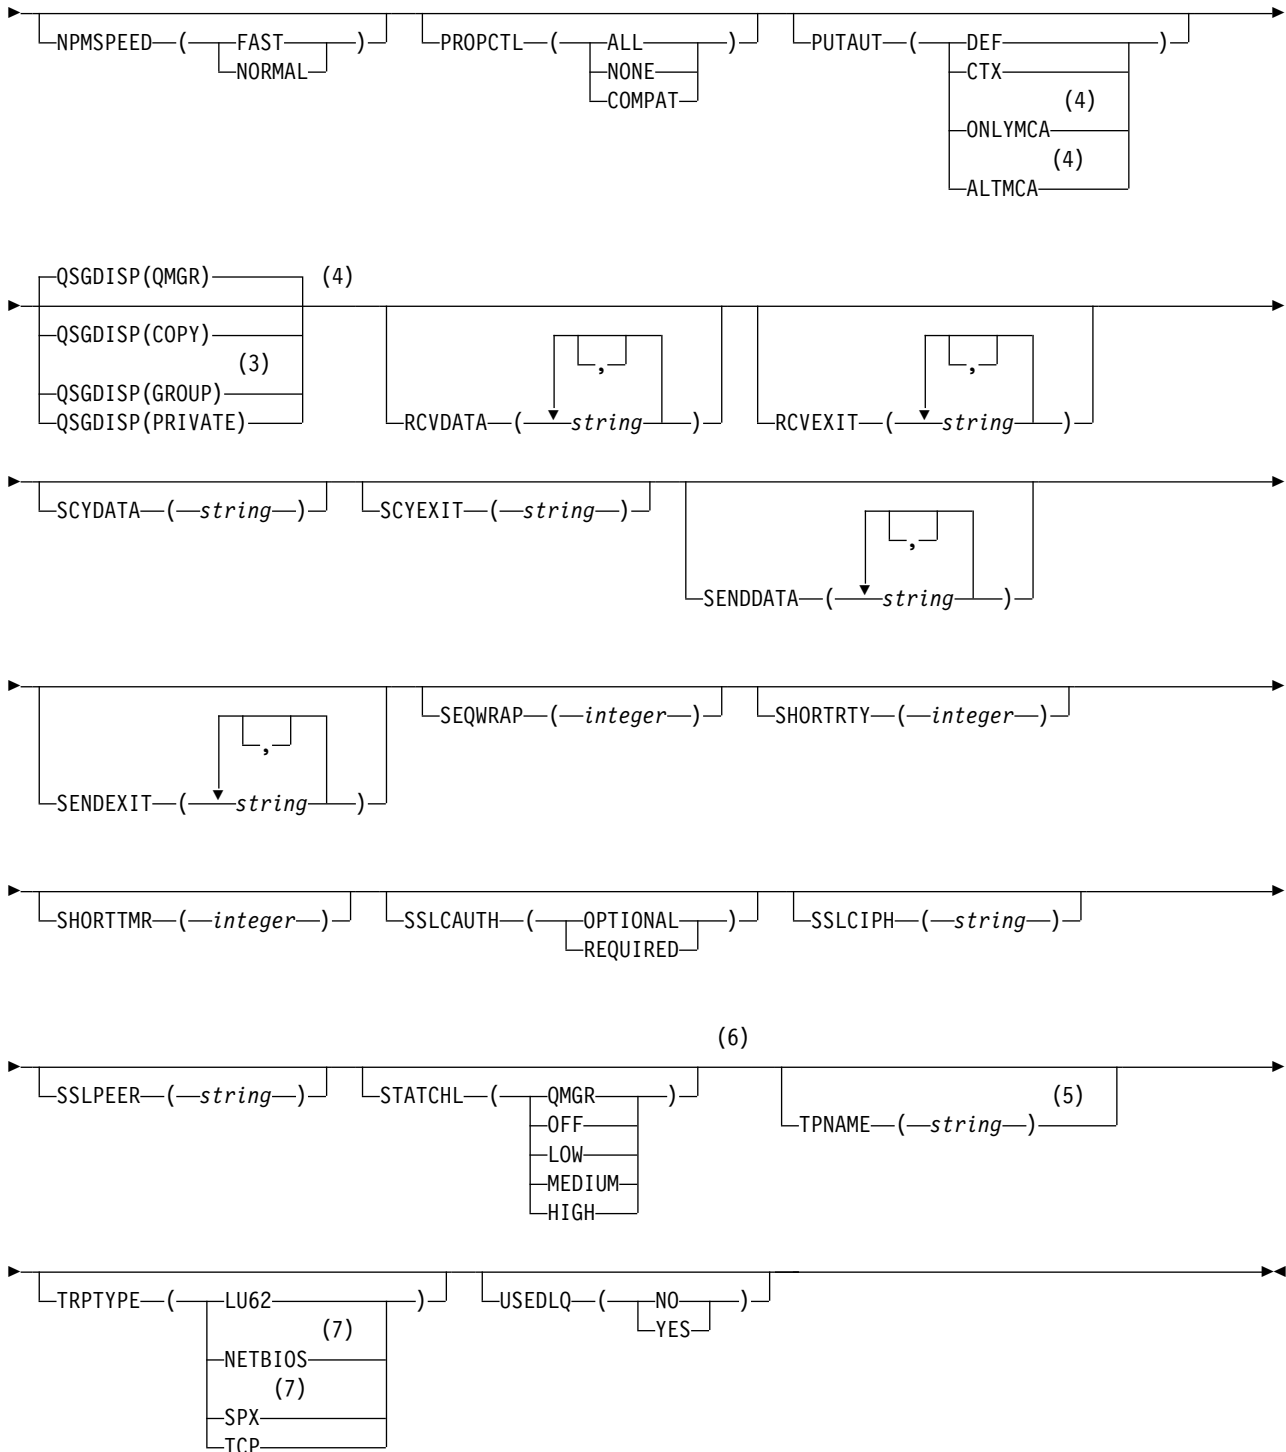 NPMSPEED ( FAST ) PROPCTL ( ALL ) PUTAUT ( DEF )
NORMAL NONE CTX
COMPAT (4)
ONLYMCA
(4)
ALTMCA
QSGDISP(QMGR) (4)
QSGDISP(COPY)
(3)
QSGDISP(GROUP)
QSGDISP(PRIVATE)
, ,
RCVDATA ( string ) RCVEXIT ( string )
SCYDATA ( string ) SCYEXIT ( string )
,
SENDDATA ( string )
SEQWRAP ( integer ) SHORTRTY ( integer )
,
SENDEXIT ( string )
SHORTTMR ( integer ) SSLCAUTH ( OPTIONAL ) SSLCIPH ( string )
REQUIRED
(6)
SSLPEER ( string ) STATCHL ( QMGR ) (5)
OFF TPNAME ( string )
LOW
MEDIUM
HIGH
TRPTYPE ( LU62 ) USEDLQ ( NO )
(7) YES
NETBIOS
(7)
SPX
TCP